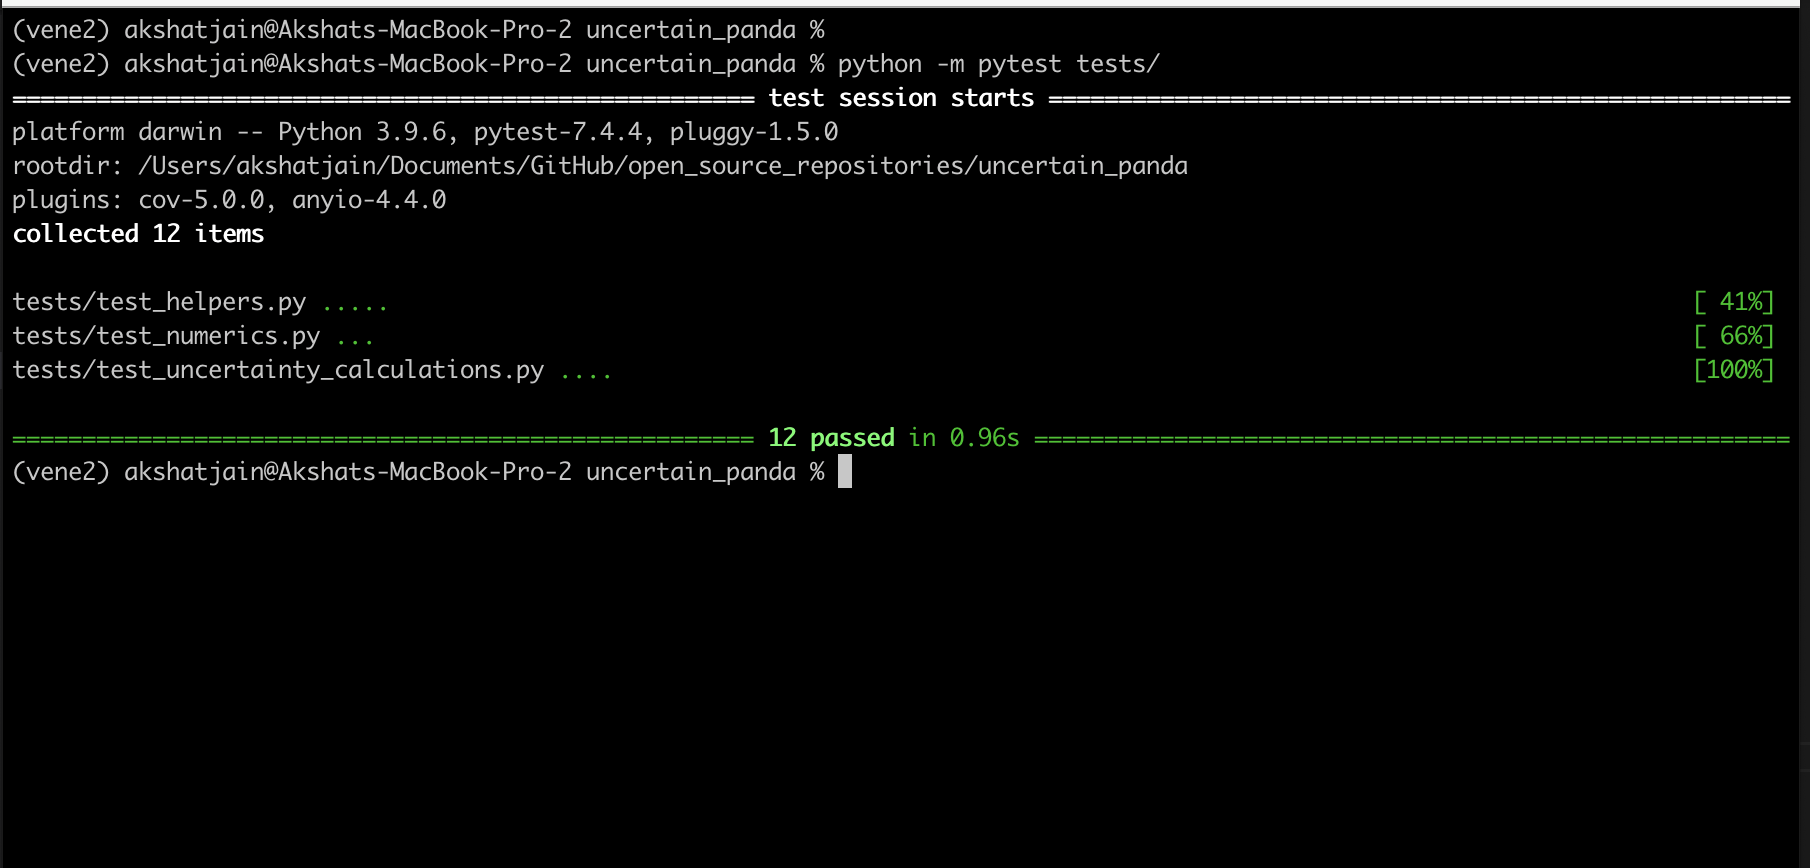 (vene2) akshatjain@Akshats-MacBook-Pro-2 uncertain_panda %
(vene2) akshatjain@Akshats-MacBook-Pro-2 uncertain_panda % python -m pytest tests/
===================================================== test session starts =====================================================
platform darwin -- Python 3.9.6, pytest-7.4.4, pluggy-1.5.0
rootdir: /Users/akshatjain/Documents/GitHub/open_source_repositories/uncertain_panda
plugins: cov-5.0.0, anyio-4.4.0
collected 12 items
tests/test_helpers.py ..... [ 41%]
tests/test_numerics.py ... [ 66%]
tests/test_uncertainty_calculations.py .... [100%]
===================================================== 12 passed in 0.96s ======================================================
(vene2) akshatjain@Akshats-MacBook-Pro-2 uncertain_panda %